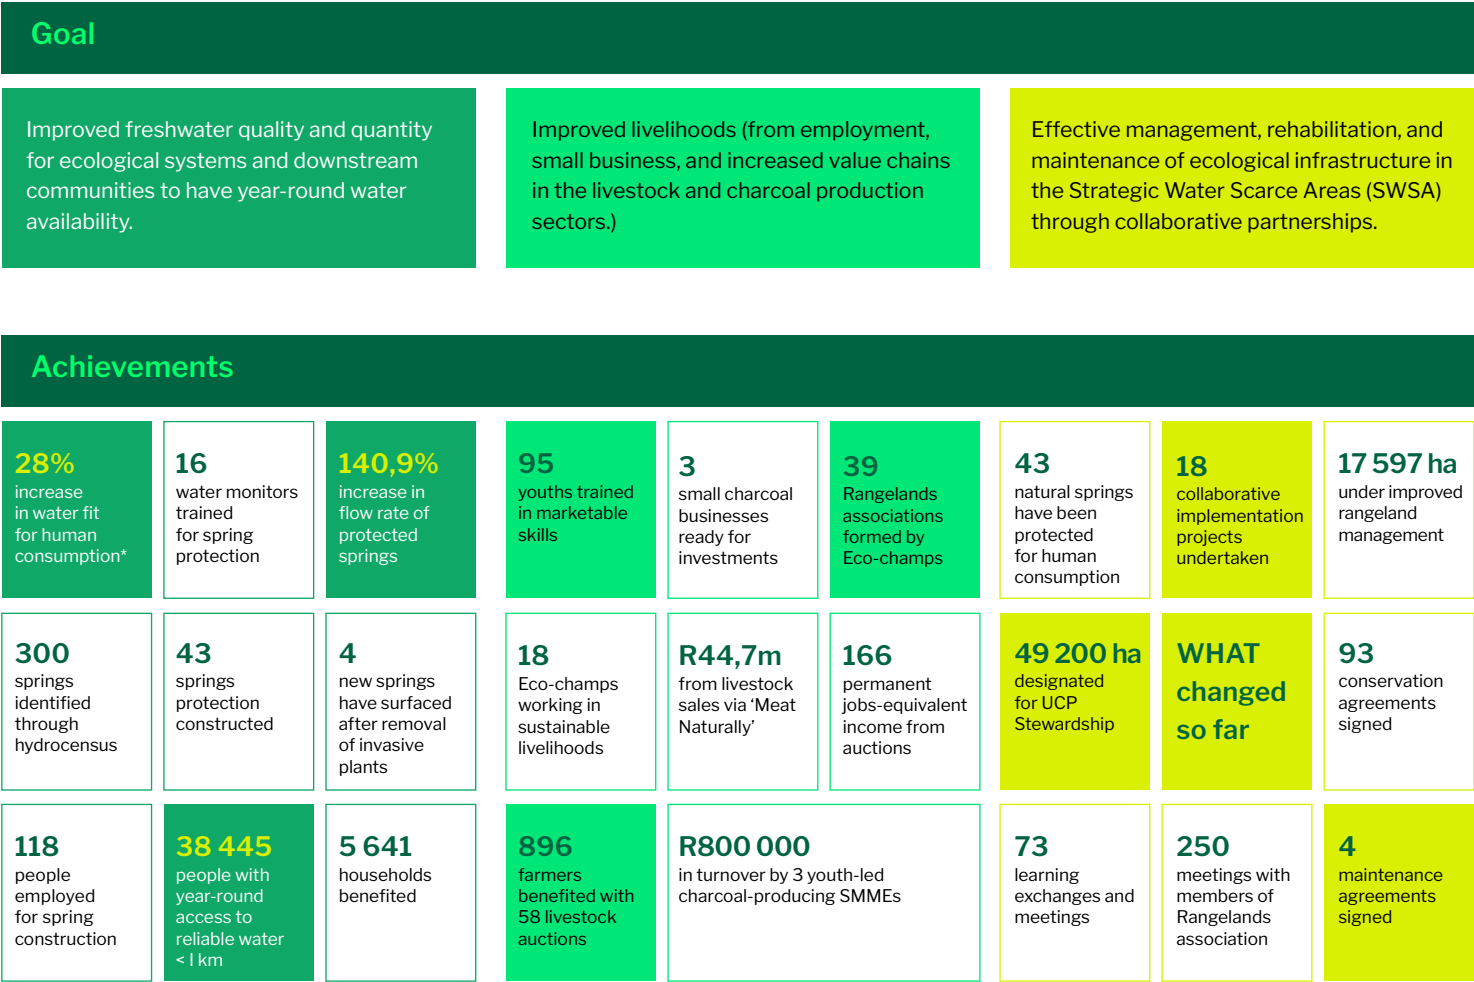 Goal
Improved freshwater quality and quantity
for ecological systems and downstream
communities to have year-round water
availability.
Improved livelihoods (from employment,
small business, and increased value chains
in the livestock and charcoal production
sectors.)
Effective management, rehabilitation, and
maintenance of ecological infrastructure in
the Strategic Water Scarce Areas (SWSA)
through collaborative partnerships.
Achievements
28%
increase
in water fit
for human
consumption*
16
water monitors
trained
for spring
protection
140,9%
increase in
flow rate of
protected
springs
95
youths trained
in marketable
skills
3
small charcoal
businesses
ready for
investments
39
Rangelands
associations
formed by
Eco-champs
43
natural springs
have been
protected
for human
consumption
18
collaborative
implementation
projects
undertaken
17 597 ha
under improved
rangeland
management
300
springs
identified
through
hydrocensus
43
springs
protection
constructed
4
new springs
have surfaced
after removal
of invasive
plants
18
Eco-champs
working in
sustainable
livelihoods
R44,7m
from livestock
sales via ‘Meat
Naturally’
166
permanent
jobs-equivalent
income from
auctions
49 200 ha
designated
for UCP
Stewardship
WHAT
changed
so far
93
conservation
agreements
signed
118
people
employed
for spring
construction
38 445
people with
year-round
access to
reliable water
< 1 km
5 641
households
benefited
896
farmers
benefited with
58 livestock
auctions
R800 000
in turnover by 3 youth-led
charcoal-producing SMMEs
73
learning
exchanges and
meetings
250
meetings with
members of
Rangelands
association
4
maintenance
agreements
signed